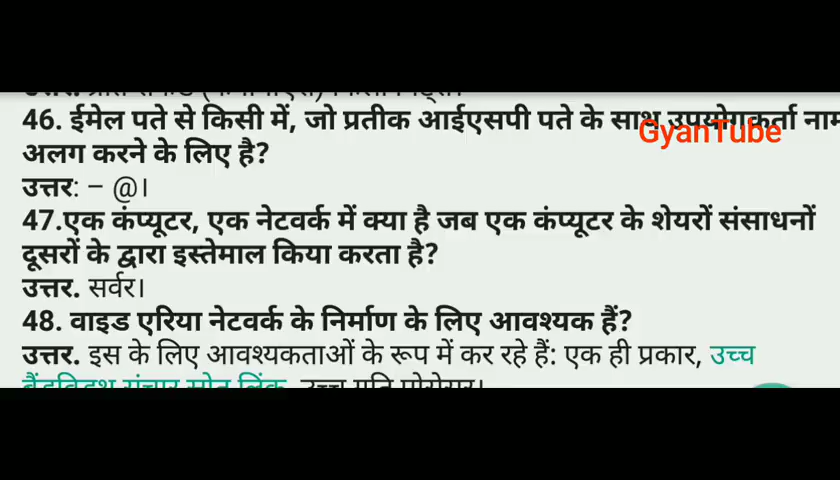 46. ईमेल पते से किसी में, जो प्रतीक आईएसपी पते के साथ उपयोगकर्ता नाम
GyanTube
अलग करने के लिए है?
उत्तर: – @।
47.एक कंप्यूटर, एक नेटवर्क में क्या है जब एक कंप्यूटर के शेयरों संसाधनों
दूसरों के द्वारा इस्तेमाल किया करता है?
उत्तर. सर्वर।
48. वाइड एरिया नेटवर्क के निर्माण के लिए आवश्यक हैं?
उत्तर. इस के लिए आवश्यकताओं के रूप में कर रहे हैं: एक ही प्रकार, उच्च